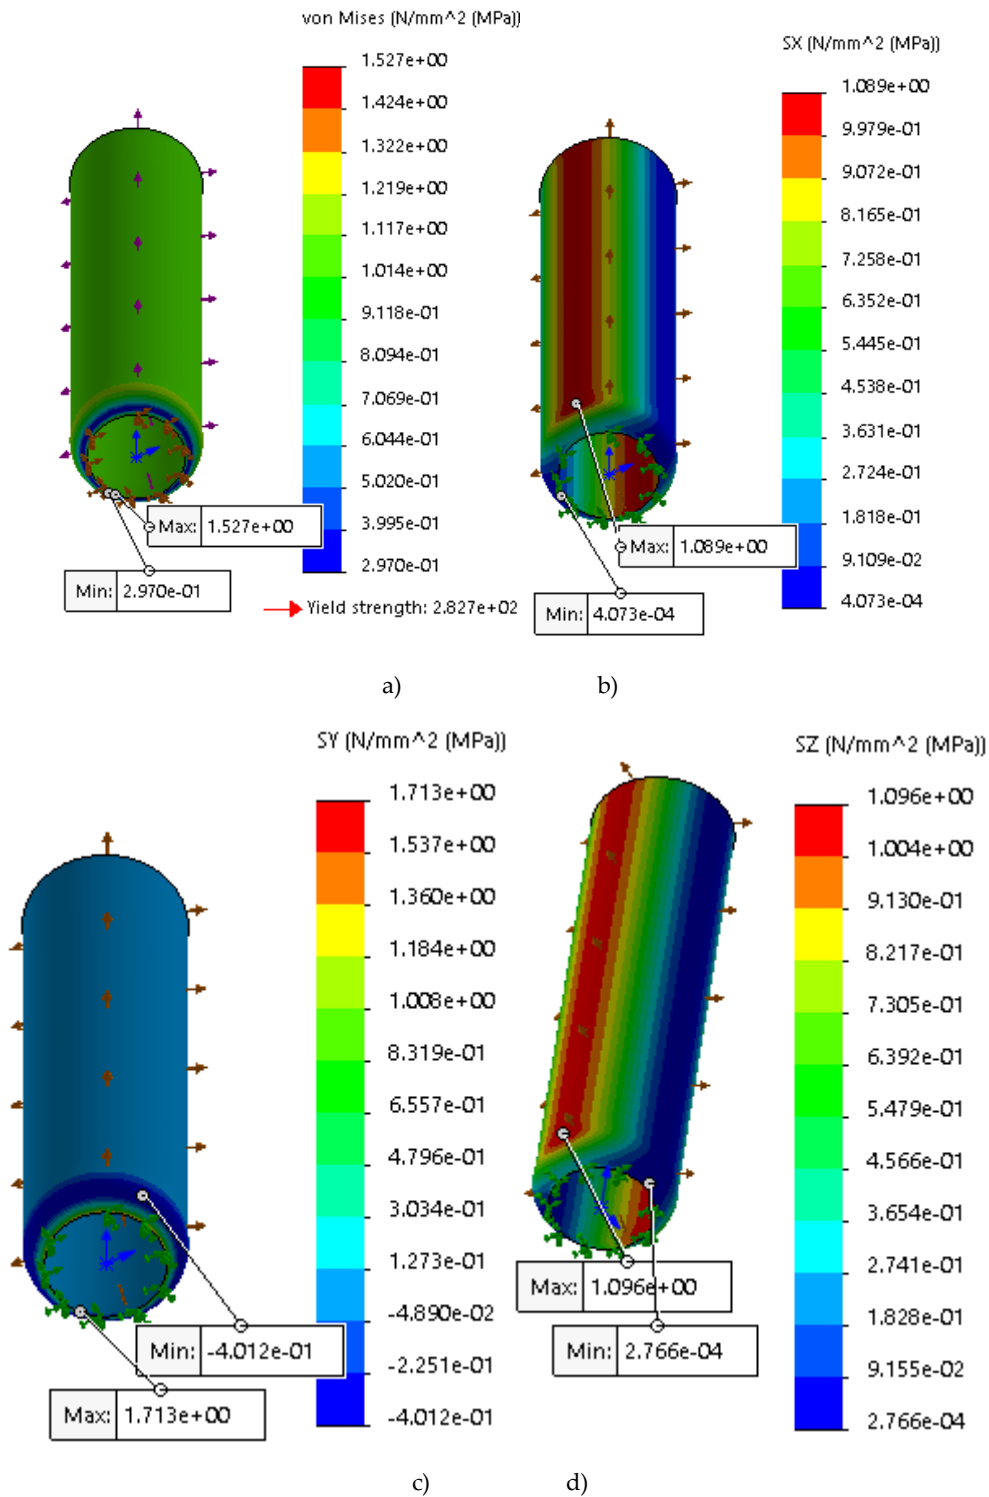 von Mises (N/mm^2 (MPa))
1.527e+00
1.424e+00
1.322e+00
1.219e+00
1.117e+00
1.014e+00
9.118e-01
8.094e-01
7.069e-01
6.044e-01
5.020e-01
3.995e-01
2.970e-01
Max: 1.527e+00
Min: 2.970e-01
Yield strength: 2.827e+02
SX (N/mm^2 (MPa))
1.089e+00
9.979e-01
9.072e-01
8.165e-01
7.258e-01
6.352e-01
5.445e-01
4.538e-01
3.631e-01
2.724e-01
1.818e-01
9.109e-02
4.073e-04
Max: 1.089e+00
Min: 4.073e-04
a)
b)
SY (N/mm^2 (MPa))
1.713e+00
1.537e+00
1.360e+00
1.184e+00
1.008e+00
8.319e-01
6.557e-01
4.796e-01
3.034e-01
1.273e-01
-4.890e-02
-2.251e-01
-4.012e-01
Min: -4.012e-01
Max: 1.713e+00
SZ (N/mm^2 (MPa))
1.096e+00
1.004e+00
9.130e-01
8.217e-01
7.305e-01
6.392e-01
5.479e-01
4.566e-01
3.654e-01
2.741e-01
1.828e-01
9.155e-02
2.766e-04
Max: 1.096e+00
Min: 2.766e-04
c)
d)